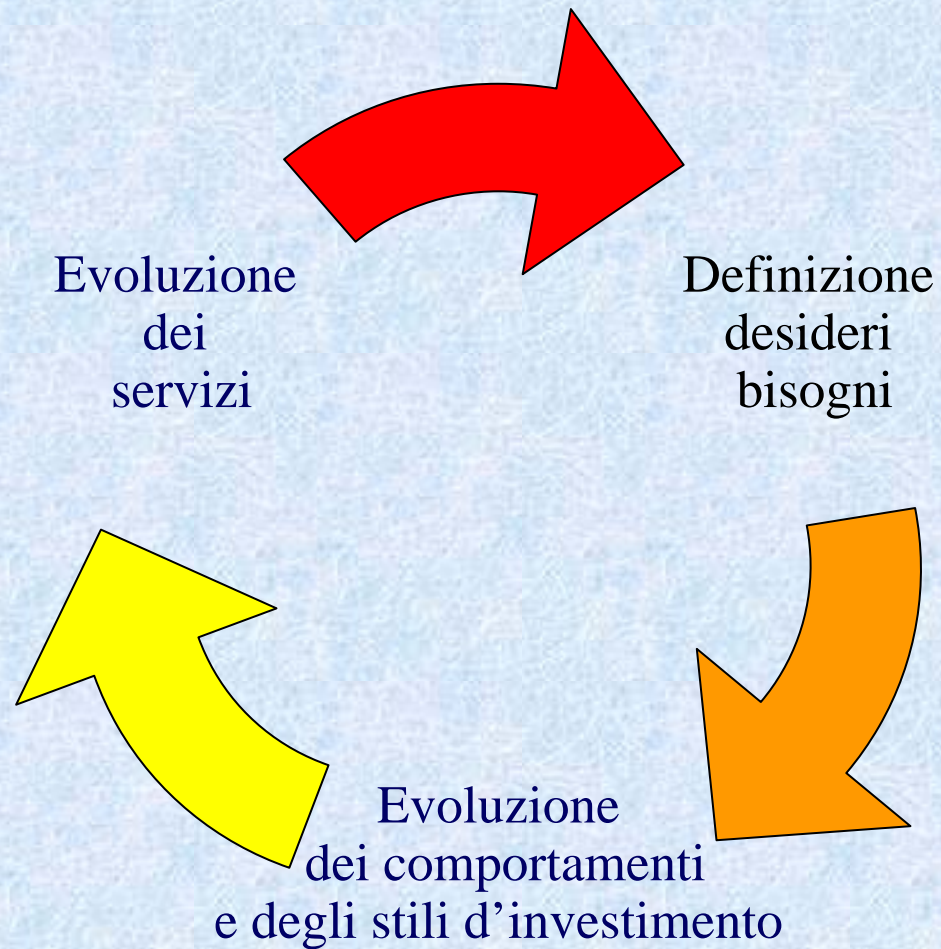 Evoluzione
dei
servizi
Definizione
desideri
bisogni
Evoluzione
dei comportamenti
e degli stili d’investimento